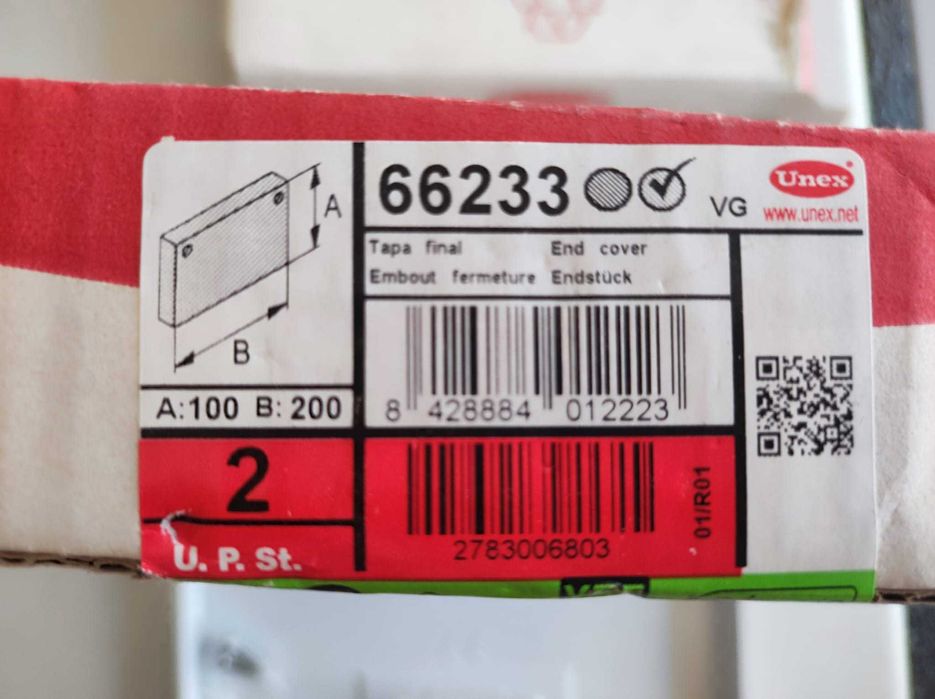 66233
VG
Unex
www.unex.net
A
B
Tapa final End cover
Embout fermeture Endstück
8 428884 012223
A:100 B:200
2
U. P. St.
2783006803
01/R01